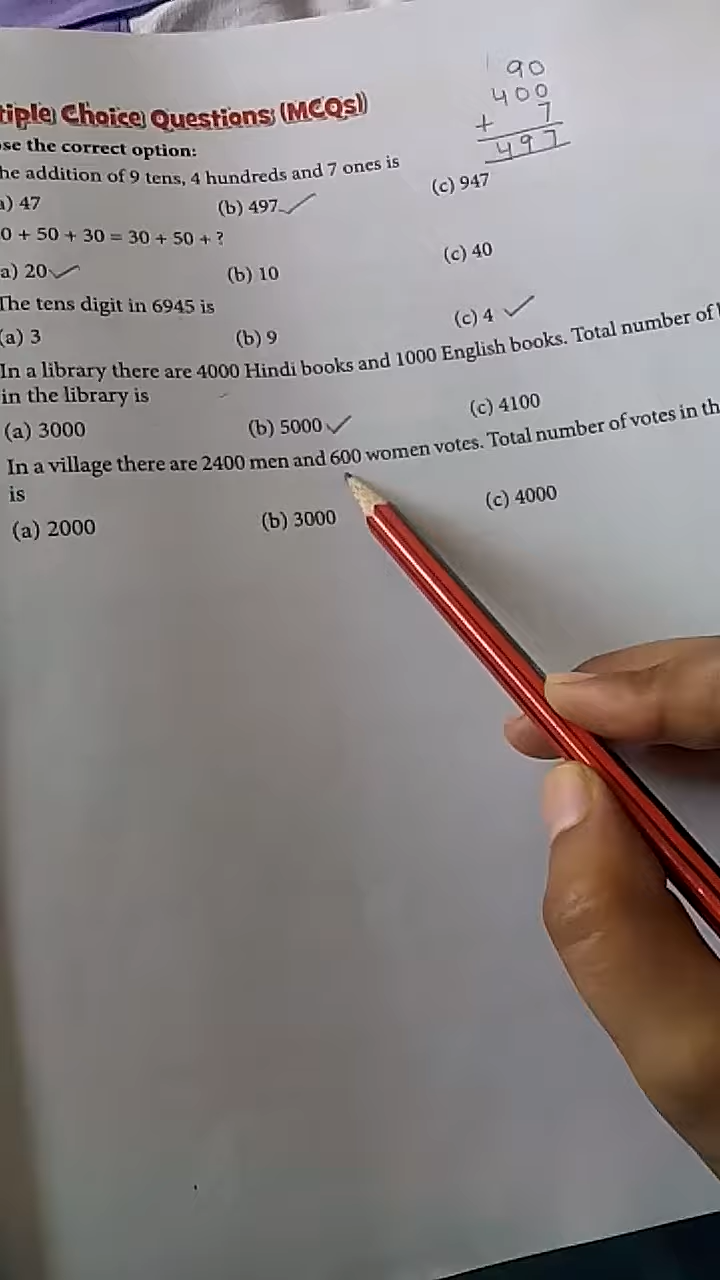 tiple Choice Questions (MCQs)
se the correct option:
he addition of 9 tens, 4 hundreds and 7 ones is
a) 47 (b) 497 (c) 947
0 + 50 + 30 = 30 + 50 + ?
a) 20 (b) 10 (c) 40
The tens digit in 6945 is
(a) 3 (b) 9 (c) 4
In a library there are 4000 Hindi books and 1000 English books. Total number of
in the library is
(a) 3000 (b) 5000 (c) 4100
In a village there are 2400 men and 600 women votes. Total number of votes in th
is
(a) 2000 (b) 3000 (c) 4000
90
400
+ 7
497